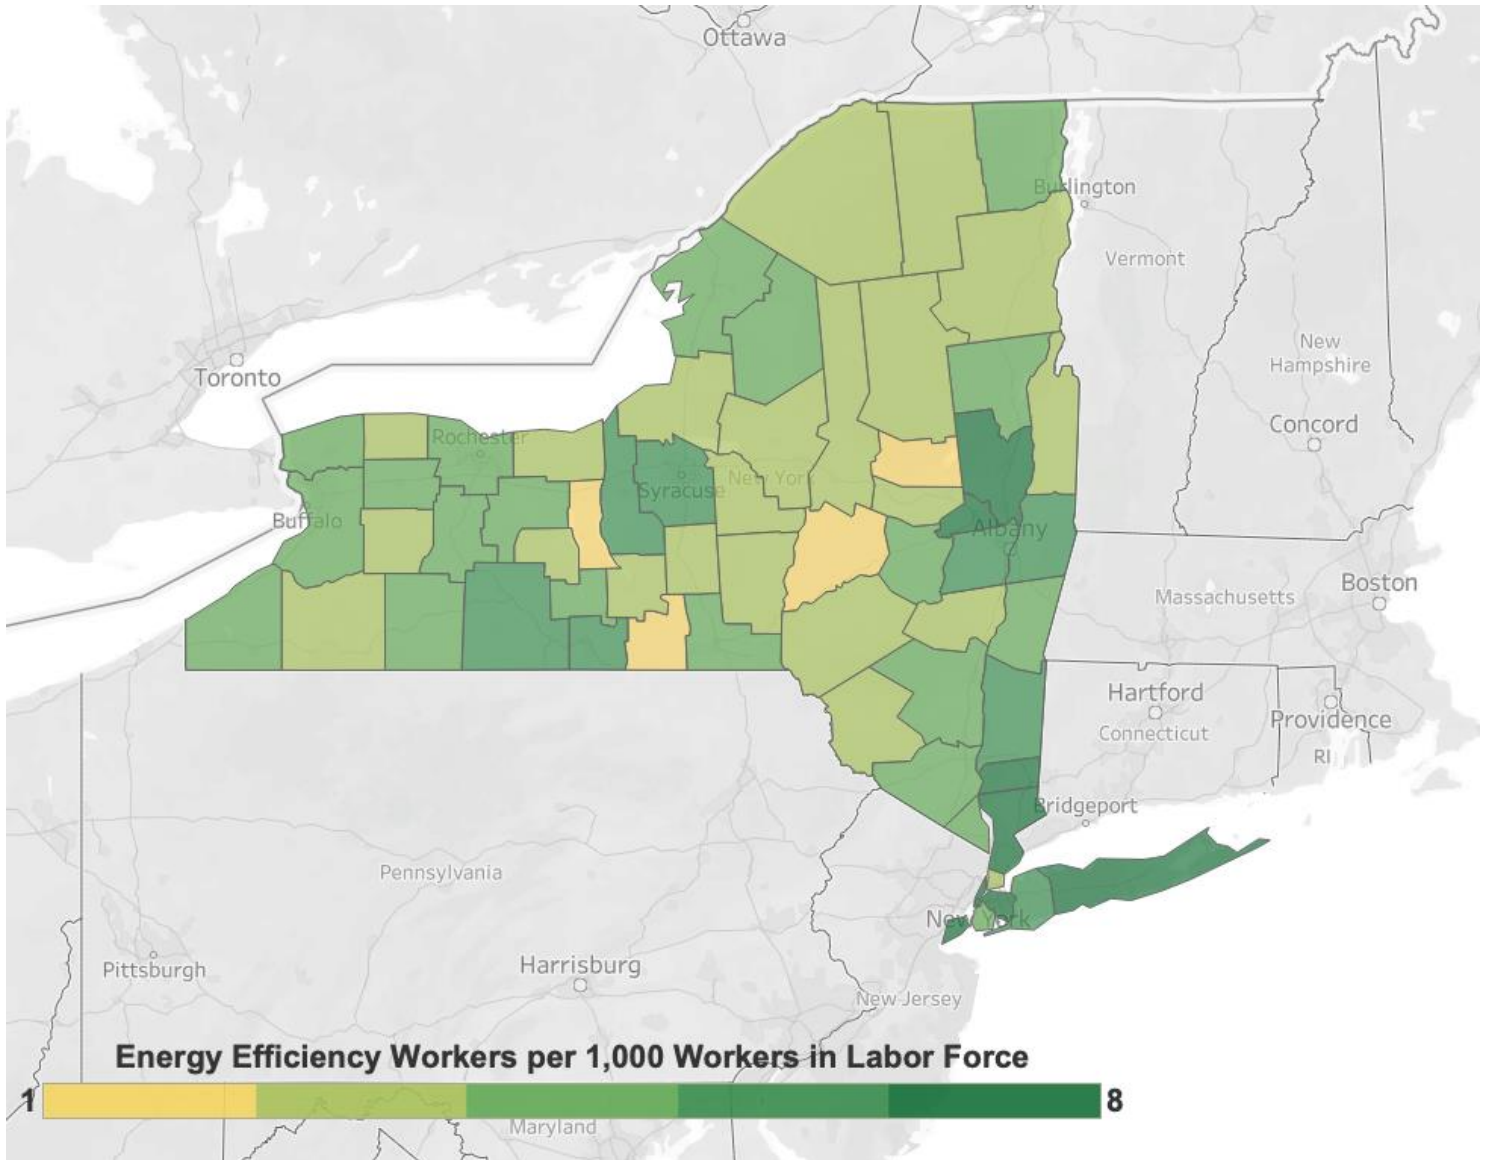 Ottawa
Burlington
Vermont
New
Hampshire
Toronto
Concord
Rochester
New York
Syracuse
Buffalo
Albany
Boston
Massachusetts
Hartford
Providence
Connecticut
RI
Bridgeport
Pennsylvania
New York
Pittsburgh
Harrisburg
New Jersey
Energy Efficiency Workers per 1,000 Workers in Labor Force
1
8
Maryland